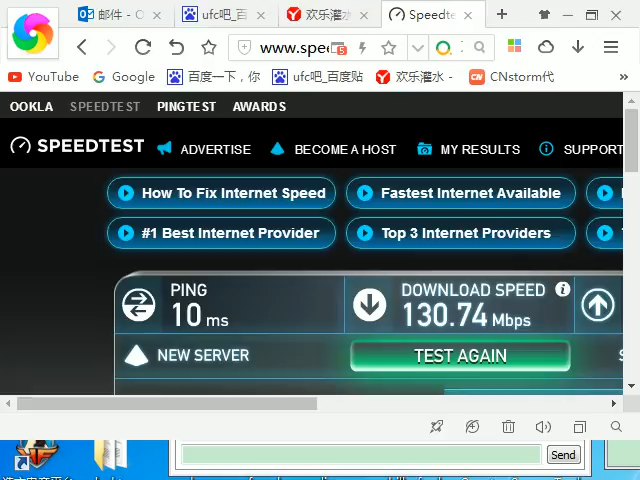 邮件 - O
ufc吧_百
欢乐灌水
Speedte
www.spee
5
YouTube
Google
百度一下，你
ufc吧_百度贴
欢乐灌水 -
CNstorm代
OOKLA SPEEDTEST PINGTEST AWARDS
SPEEDTEST ADVERTISE BECOME A HOST MY RESULTS SUPPORT
How To Fix Internet Speed
Fastest Internet Available
#1 Best Internet Provider
Top 3 Internet Providers
PING
10 ms
DOWNLOAD SPEED
130.74 Mbps
NEW SERVER
TEST AGAIN
Send